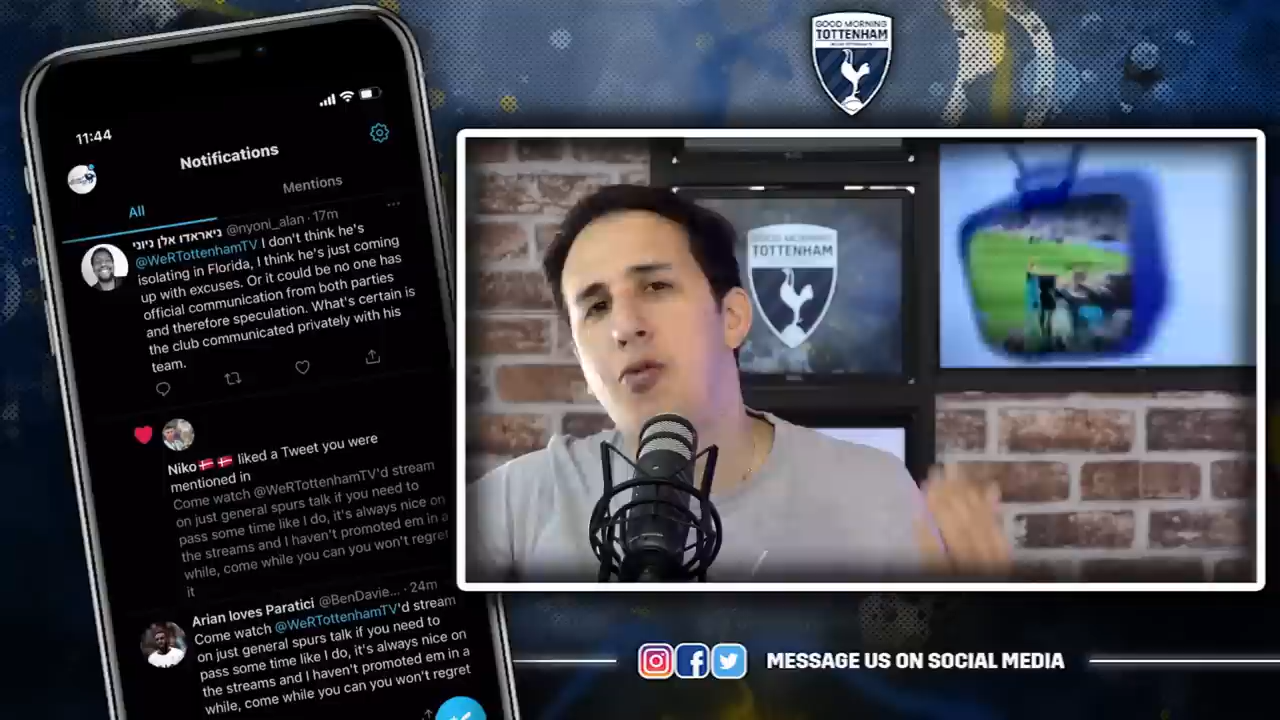 11:44
Notifications
All
Mentions
ניאראדו אלן ניוני @nyoni_alan · 17m
@WeRTottenhamTV I don't think he's
isolating in Florida, I think he's just coming
up with excuses. Or it could be no one has
official communication from both parties
and therefore speculation. What's certain is
the club communicated privately with his
team.
Niko🇩🇰🇩🇰 liked a Tweet you were
mentioned in
Come watch @WeRTottenhamTV'd stream
on just general spurs talk if you need to
pass some time like I do, it's always nice on
the streams and I haven't promoted em in a
while, come while you can you won't regret
it
Arian loves Paratici @BenDavie... · 24m
Come watch @WeRTottenhamTV'd stream
on just general spurs talk if you need to
pass some time like I do, it's always nice on
the streams and I haven't promoted em in a
while, come while you can you won't regret
GOOD MORNING
TOTTENHAM
GOOD MORNING
TOTTENHAM
MESSAGE US ON SOCIAL MEDIA